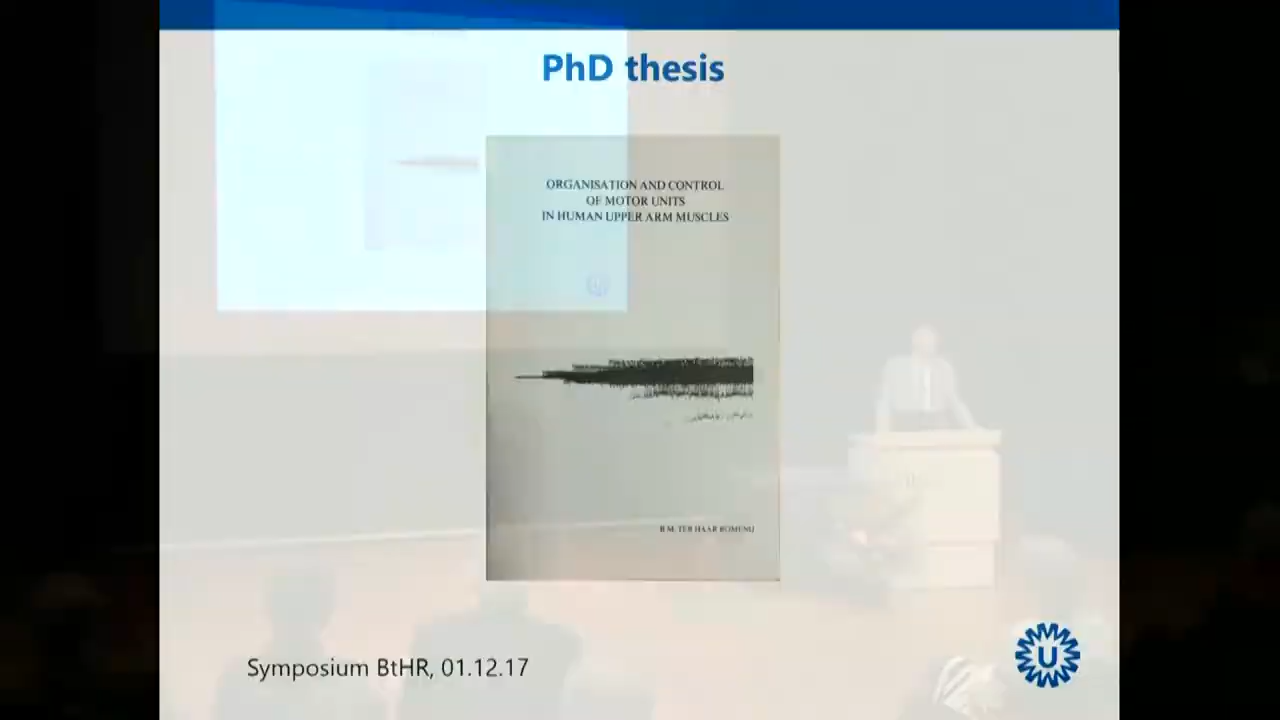 PhD thesis
ORGANISATION AND CONTROL
OF MOTOR UNITS
IN HUMAN UPPER ARM MUSCLES
B.M. TER HAAR ROMENIJ
Symposium BtHR, 01.12.17
U